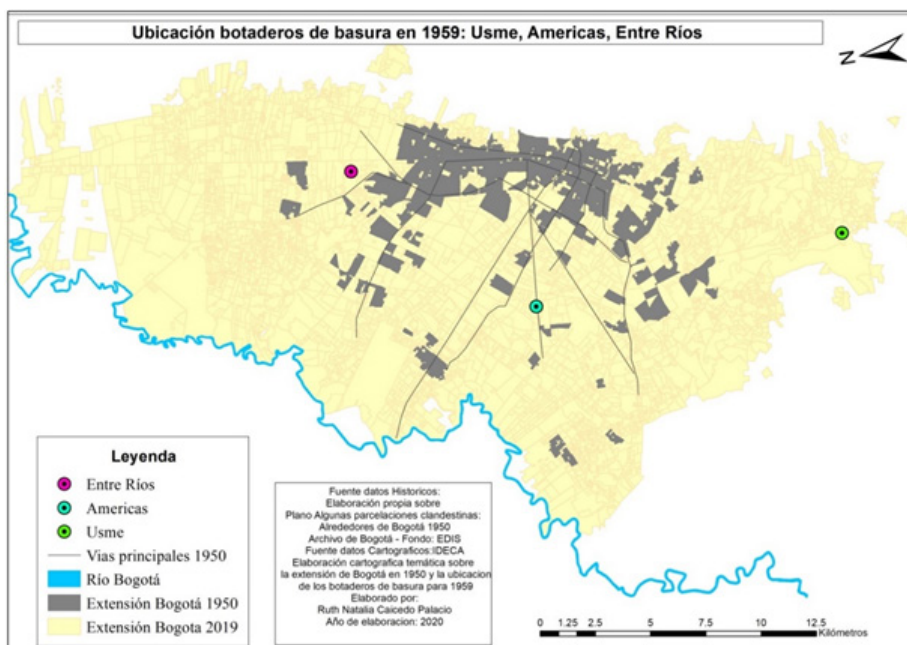 Ubicación botaderos de basura en 1959: Usme, Americas, Entre Ríos
N
Leyenda
Entre Ríos
Americas
Usme
Vias principales 1950
Río Bogotá
Extensión Bogotá 1950
Extensión Bogota 2019
Fuente datos Historicos:
Elaboración propia sobre
Plano Algunas parcelaciones clandestinas:
Alrededores de Bogotá 1950
Archivo de Bogotá - Fondo: EDIS
Fuente datos Cartograficos:IDECA
Elaboración cartografica temática sobre
la extensión de Bogotá en 1950 y la ubicacion
de los botaderos de basura para 1959
Elaborado por:
Ruth Natalia Caicedo Palacio
Año de elaboracion: 2020
0 1.25 2.5 5 7.5 10 12.5
Kilómetros